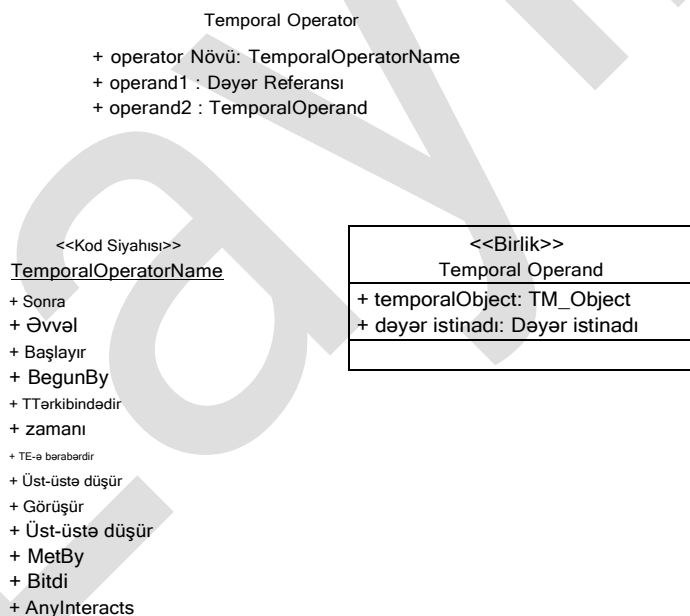 Temporal Operator
+ operator Növü: TemporalOperatorName
+ operand1 : Dəyər Referansı
+ operand2 : TemporalOperand
<<Kod Siyahısı>>
TemporalOperatorName
+ Sonra
+ Əvvəl
+ Başlayır
+ BegunBy
+ TTərkibindədir
+ zamanı
+ TE-ə bərabərdir
+ Üst-üstə düşür
+ Görüşür
+ Üst-üstə düşür
+ MetBy
+ Bitdi
+ AnyInteracts
<<Birlik>>
Temporal Operand
+ temporalObject: TM_Object
+ dəyər istinadı: Dəyər istinadı